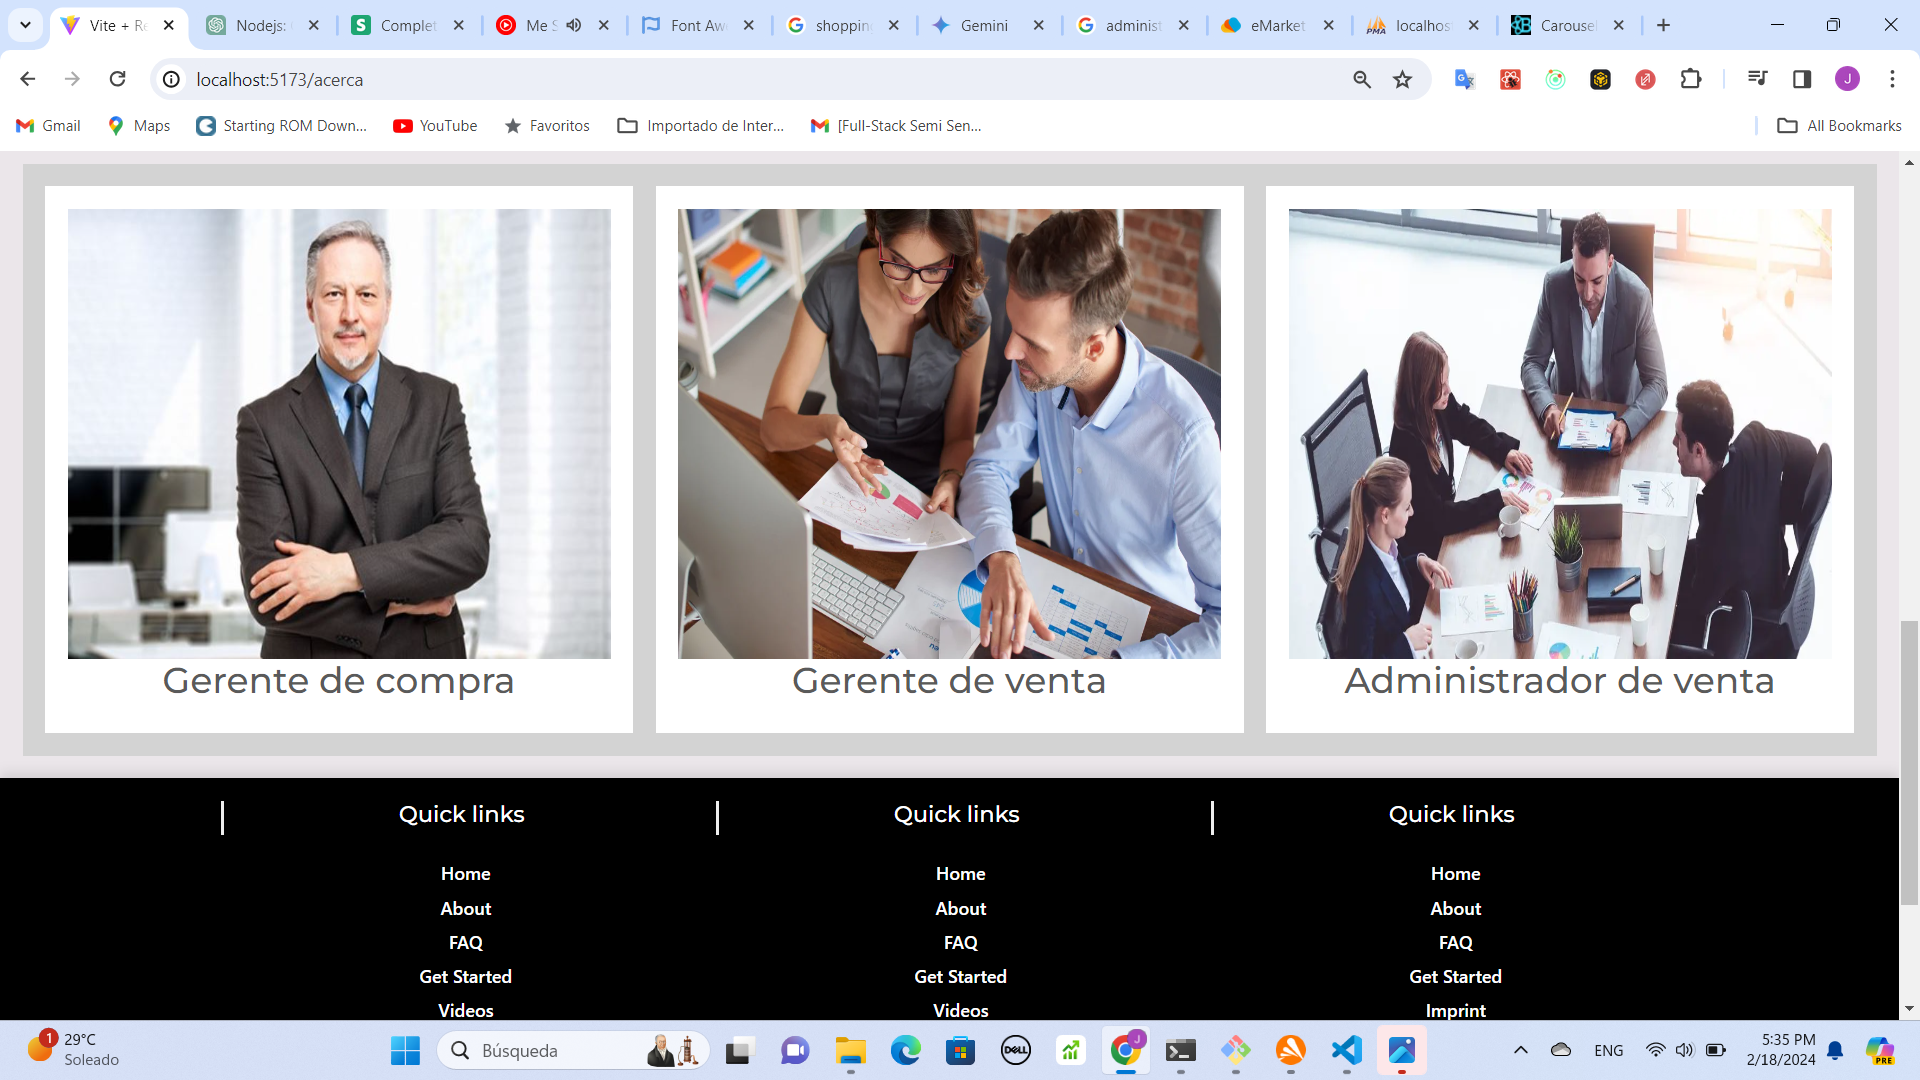 Vite + Re
Nodejs:
Complet
Me S
Font Aw
shoppin
Gemini
administ
eMarket
localhos
Carousel
localhost:5173/acerca
J
Gmail
Maps
Starting ROM Down...
YouTube
Favoritos
Importado de Inter...
[Full-Stack Semi Sen...
All Bookmarks
Gerente de compra
Gerente de venta
Administrador de venta
Quick links
Quick links
Quick links
Home
Home
Home
About
About
About
FAQ
FAQ
FAQ
Get Started
Get Started
Get Started
Videos
Videos
Imprint
1
29°C
Soleado
Búsqueda
DELL
J
ENG
5:35 PM
2/18/2024
PRE